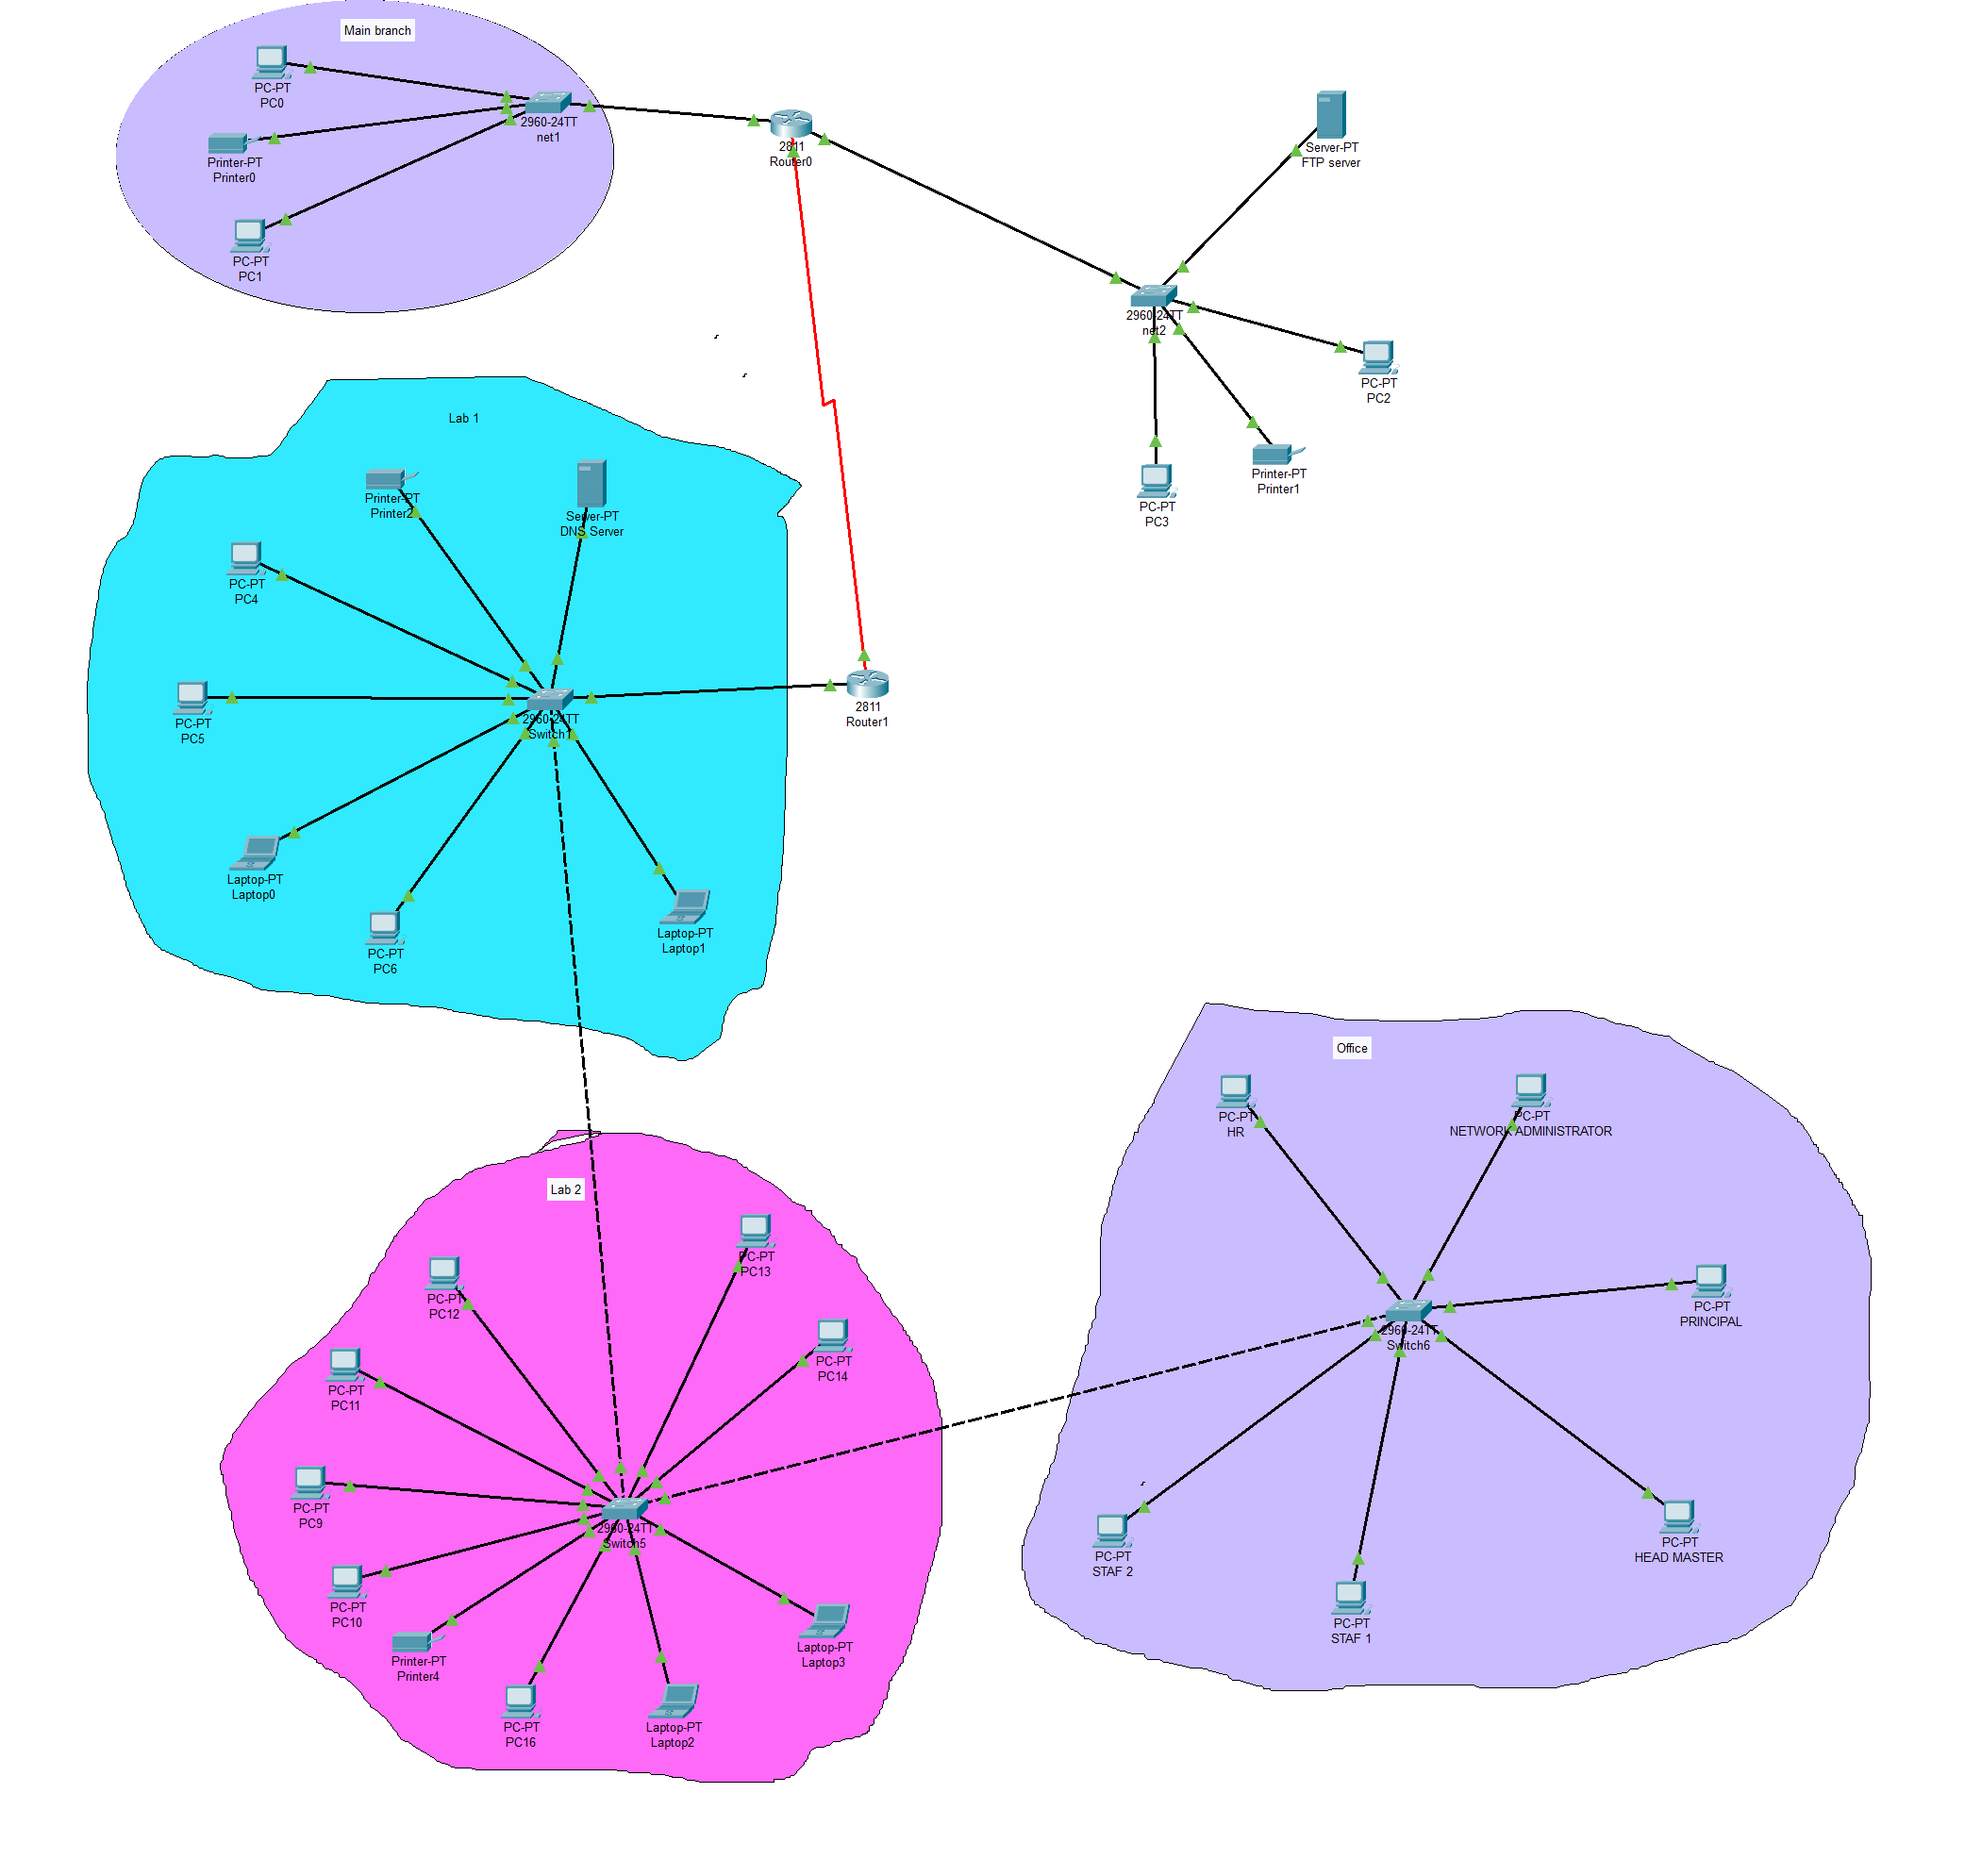 Main branch
PC-PT
PC0
2960-24TT
net1
Printer-PT
Printer0
PC-PT
PC1
2811
Router0
Server-PT
FTP server
2960-24TT
net2
PC-PT
PC2
Printer-PT
Printer1
PC-PT
PC3
Lab 1
Printer-PT
Printer2
Server-PT
DNS Server
PC-PT
PC4
PC-PT
PC5
2960-24TT
Switch1
2811
Router1
Laptop-PT
Laptop0
PC-PT
PC6
Laptop-PT
Laptop1
Office
PC-PT
HR
PC-PT
NETWORK ADMINISTRATOR
PC-PT
PRINCIPAL
2960-24TT
Switch6
PC-PT
STAF 2
PC-PT
STAF 1
PC-PT
HEAD MASTER
Lab 2
PC-PT
PC13
PC-PT
PC12
PC-PT
PC14
PC-PT
PC11
PC-PT
PC9
2960-24TT
Switch5
PC-PT
PC10
Printer-PT
Printer4
PC-PT
PC16
Laptop-PT
Laptop2
Laptop-PT
Laptop3